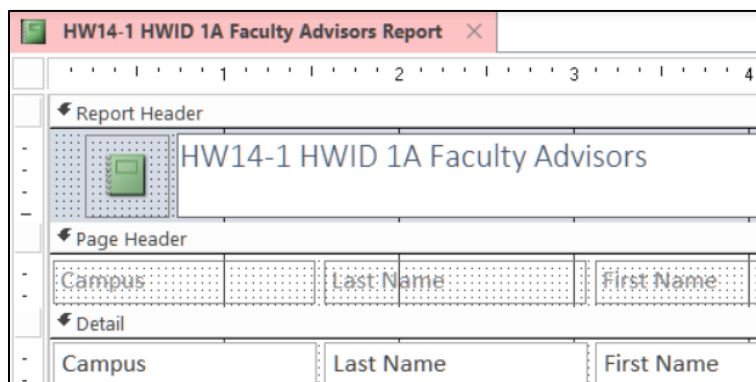 HW14-1 HWID 1A Faculty Advisors Report
1 2 3 4
Report Header
HW14-1 HWID 1A Faculty Advisors
Page Header
Campus Last Name First Name
Detail
Campus Last Name First Name